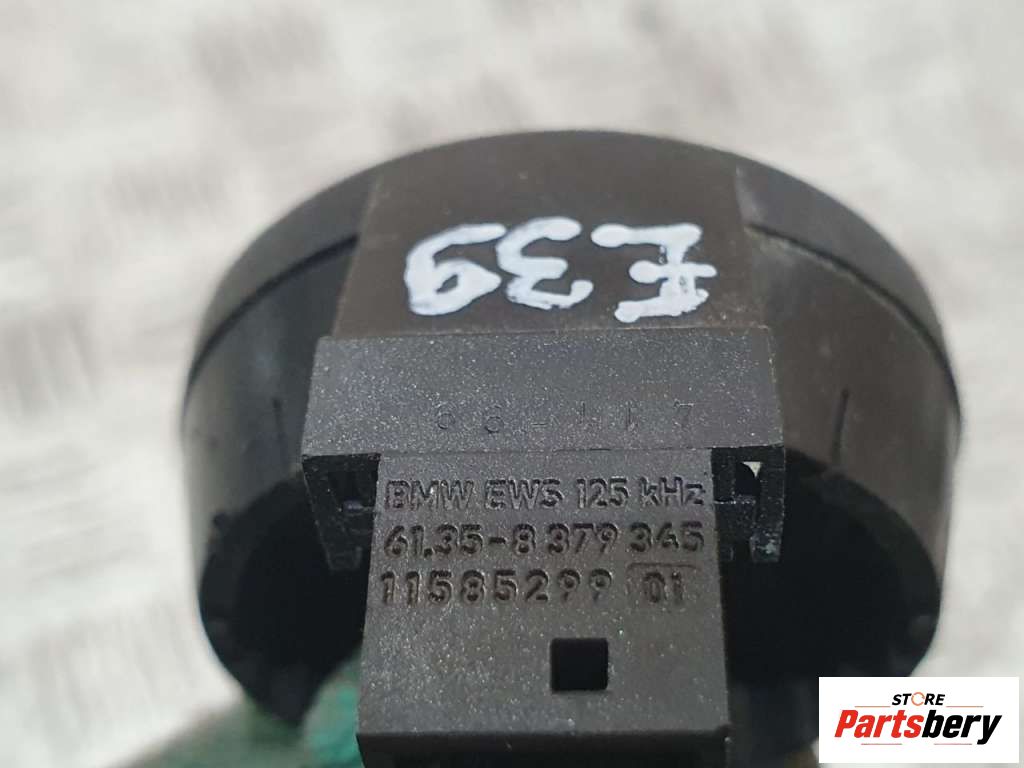 E39
BMW EWS 125 kHz
61.35-8 379 345
11585299 01
STORE
Partsbery